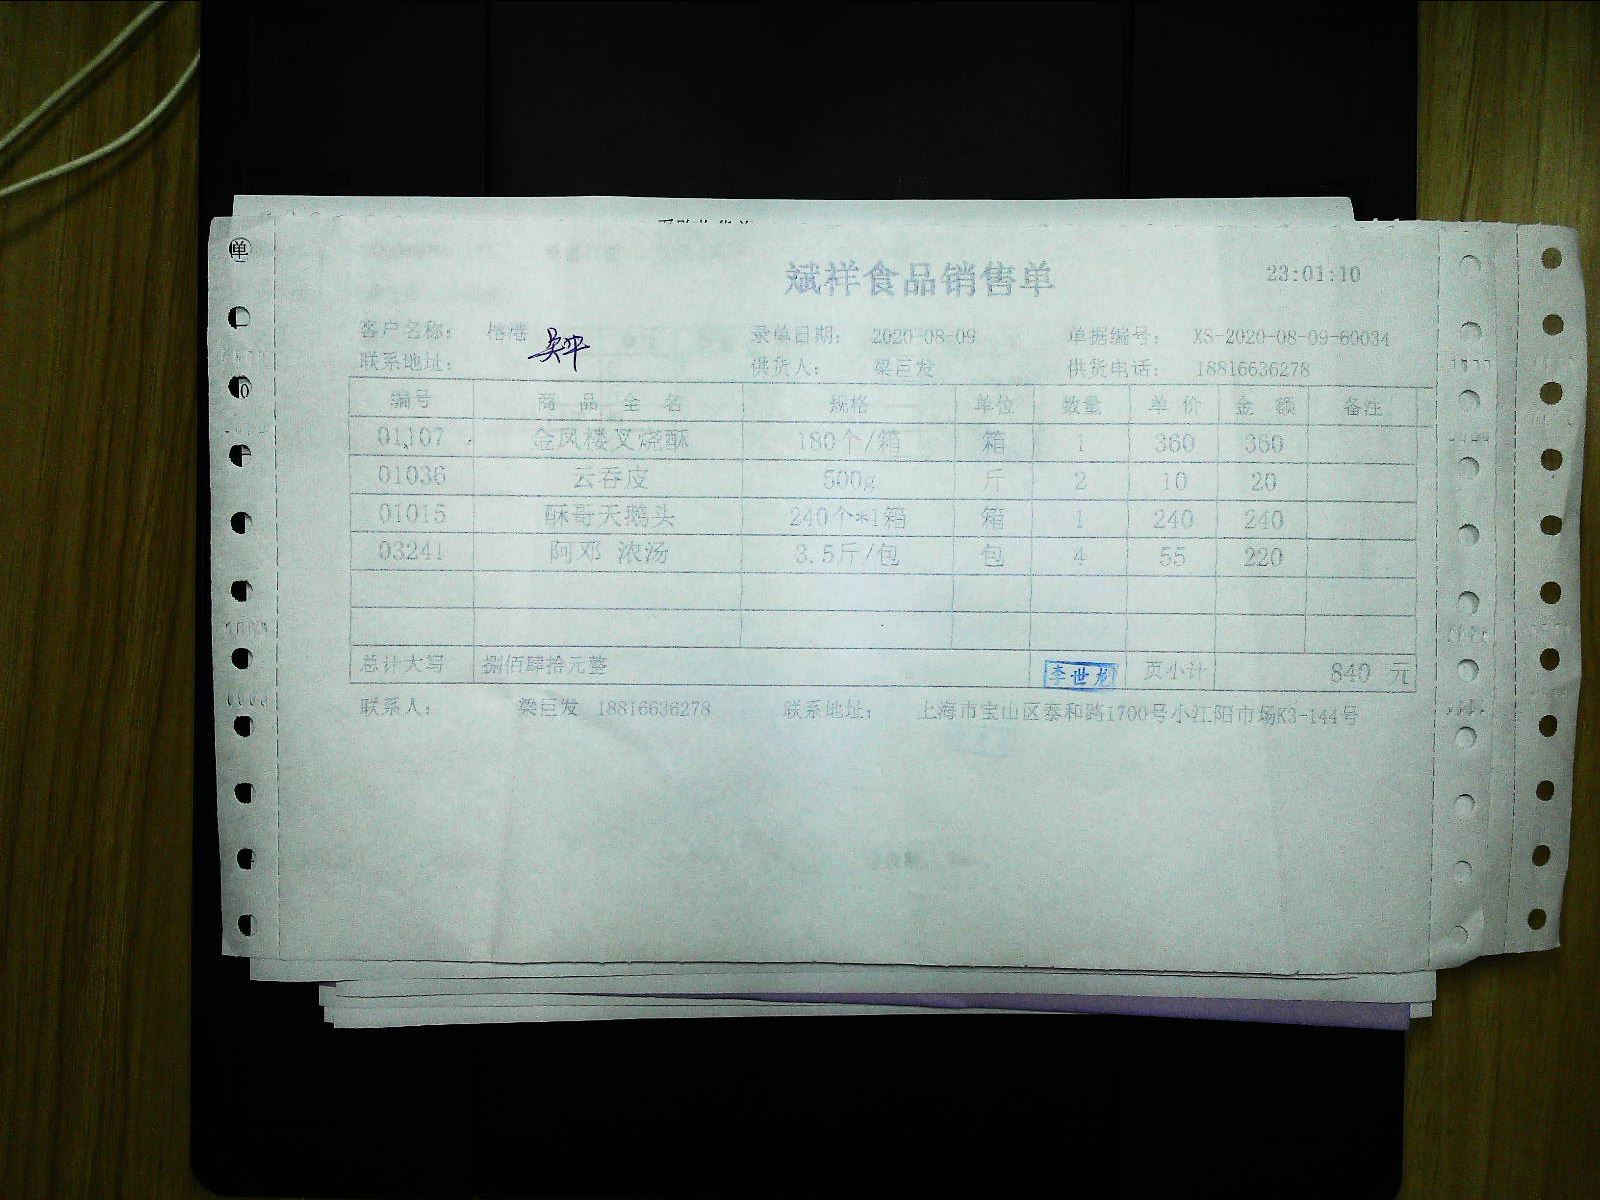 单
斌祥食品销售单 23:01:10
客户名称： 榕港 吴平 录单日期： 2020-08-09 单据编号： XS-2020-08-09-60034
联系地址： 供货人： 梁巨发 供货电话： 18816636278
编号 商 品 全 名 规格 单位 数量 单 价 金 额 备注
01107 金凤楼叉烧酥 180个/箱 箱 1 360 360
01036 云吞皮 500g 斤 2 10 20
01015 酥哥天鹅头 240个*1箱 箱 1 240 240
03241 阿邓 浓汤 3.5斤/包 包 4 55 220
总计大写 捌佰肆拾元整 李世龙 页小计 840 元
联系人： 梁巨发 18816636278 联系地址： 上海市宝山区泰和路1700号小江阳市场K3-144号